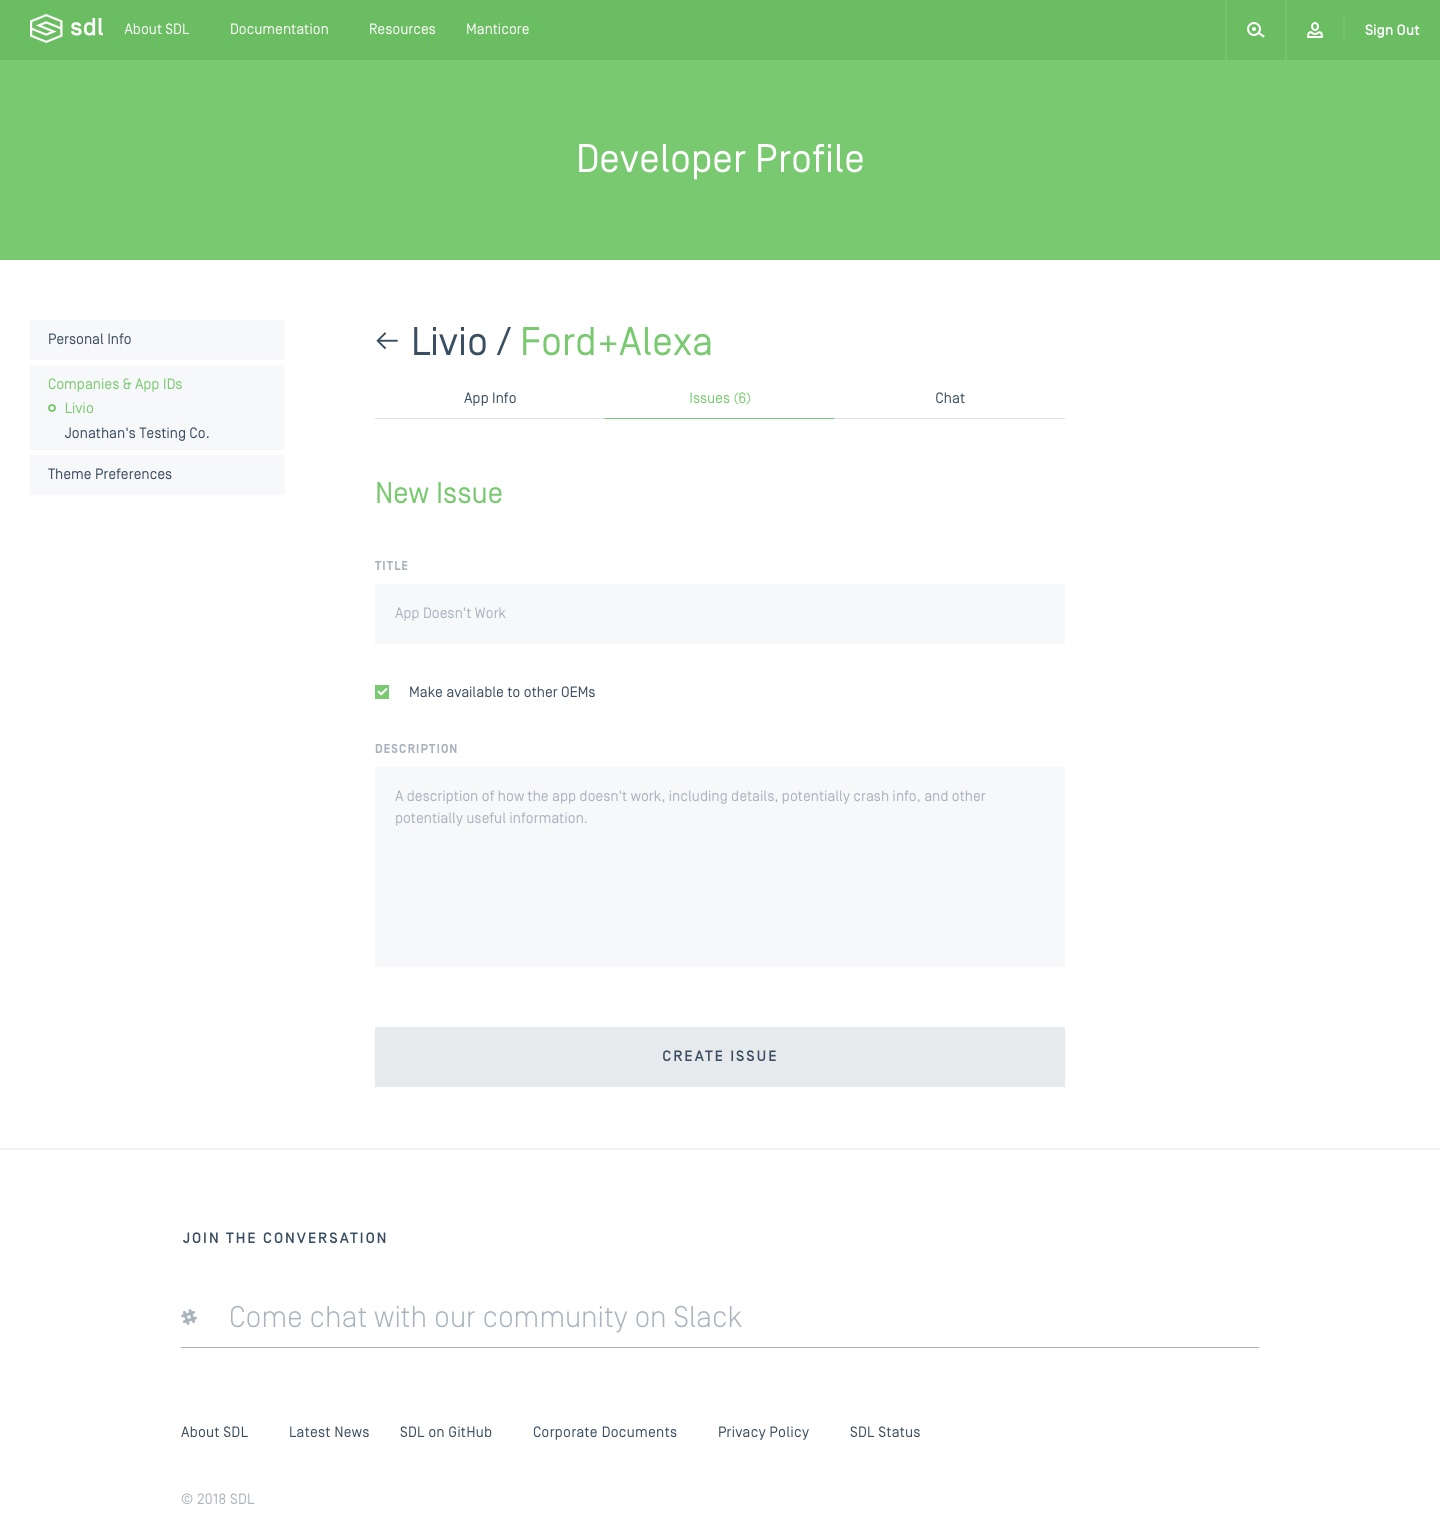 sdl About SDL Documentation Resources Manticore Sign Out
Developer Profile
Personal Info
Companies & App IDs
Livio
Jonathan's Testing Co.
Theme Preferences
← Livio / Ford+Alexa
App Info Issues (6) Chat
New Issue
TITLE
App Doesn't Work
Make available to other OEMs
DESCRIPTION
A description of how the app doesn't work, including details, potentially crash info, and other
potentially useful information.
CREATE ISSUE
JOIN THE CONVERSATION
Come chat with our community on Slack
About SDL Latest News SDL on GitHub Corporate Documents Privacy Policy SDL Status
© 2018 SDL